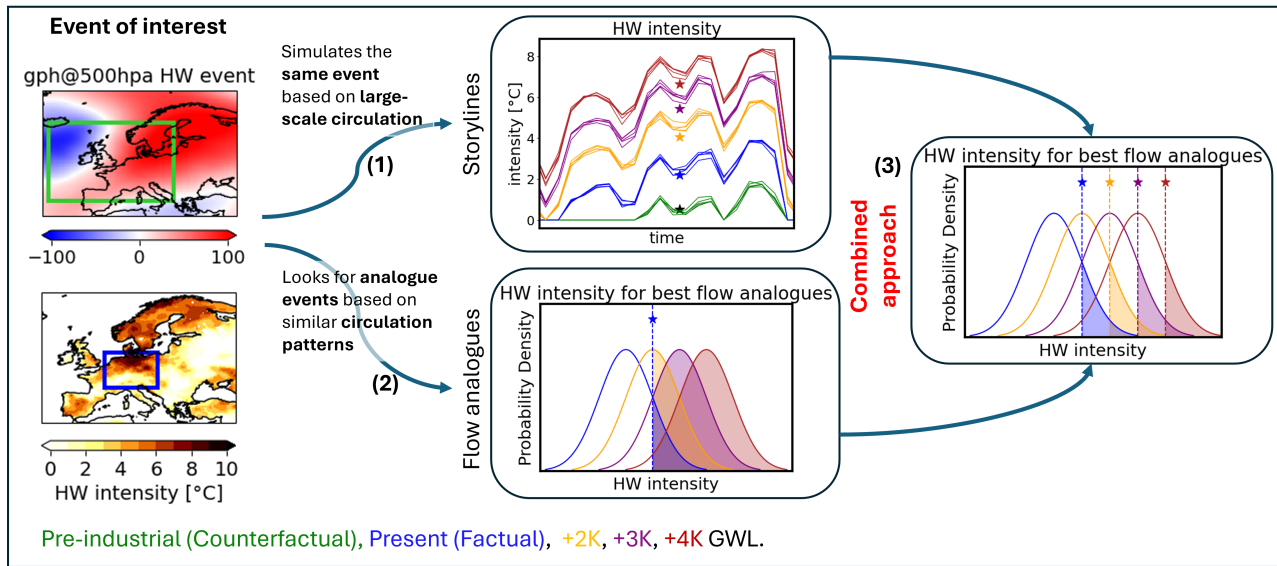 Event of interest
gph@500hpa HW event
−100 0 100
0 2 4 6 8 10
HW intensity [°C]
Simulates the
same event
based on large-
scale circulation
(1)
Looks for analogue
events based on
similar circulation
patterns
(2)
Storylines
HW intensity
intensity [°C]
8
6
4
2
0
time
Flow analogues
HW intensity for best flow analogues
Probability Density
HW intensity
(3)
Combined
approach
HW intensity for best flow analogues
Probability Density
HW intensity
Pre-industrial (Counterfactual), Present (Factual), +2K, +3K, +4K GWL.